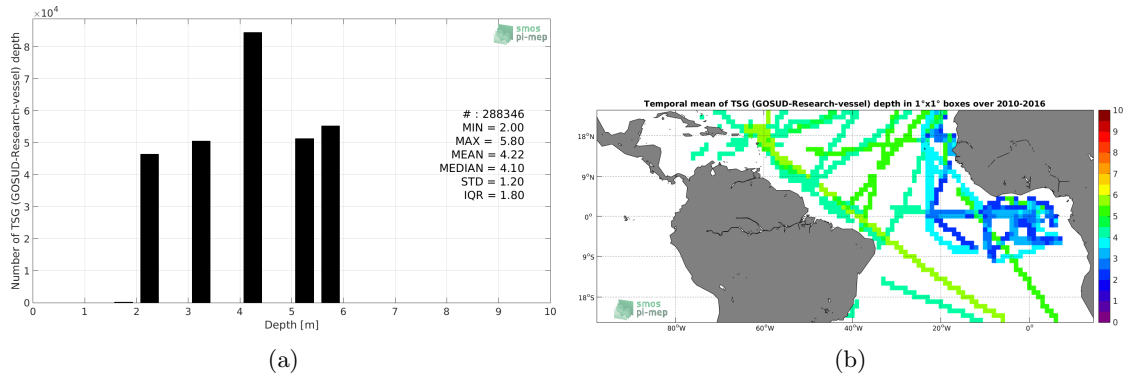 ×10⁴
8
7
6
5
4
3
2
1
0
Number of TSG (GOSUD-Research-vessel) depth
smos
pi-mep
# : 288346
MIN = 2.00
MAX = 5.80
MEAN = 4.22
MEDIAN = 4.10
STD = 1.20
IQR = 1.80
0 1 2 3 4 5 6 7 8 9 10
Depth [m]
(a)
Temporal mean of TSG (GOSUD-Research-vessel) depth in 1°x1° boxes over 2010-2016
18°N
9°N
0°
9°S
18°S
80°W 60°W 40°W 20°W 0°
smos
pi-mep
10
9
8
7
6
5
4
3
2
1
0
(b)